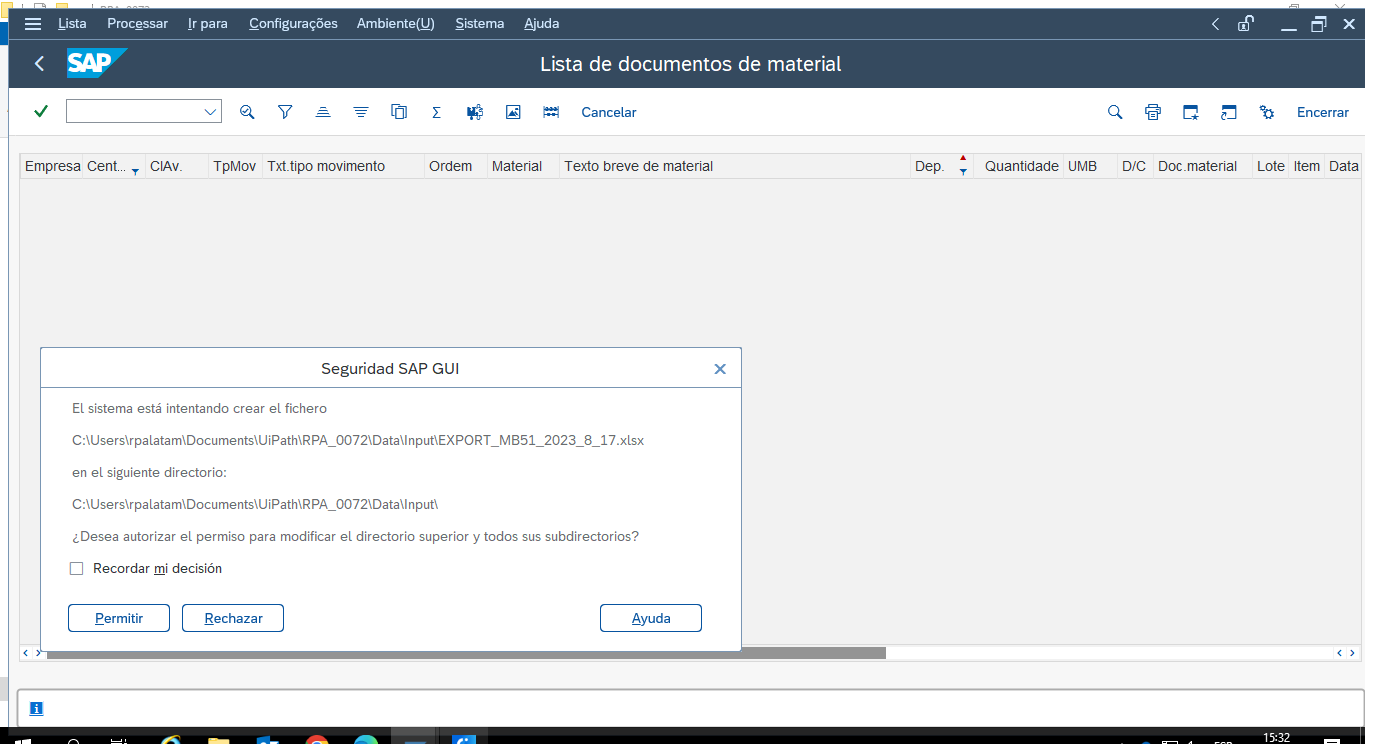 Lista Procesar Ir para Configurações Ambiente(U) Sistema Ajuda
SAP Lista de documentos de material
Cancelar Encerrar
Empresa Cent... ClAv. TpMov Txt.tipo movimento Ordem Material Texto breve de material Dep. Quantidade UMB D/C Doc.material Lote Item Data
Seguridad SAP GUI
El sistema está intentando crear el fichero
C:\Users\rpalatam\Documents\UiPath\RPA_0072\Data\Input\EXPORT_MB51_2023_8_17.xlsx
en el siguiente directorio:
C:\Users\rpalatam\Documents\UiPath\RPA_0072\Data\Input\
¿Desea autorizar el permiso para modificar el directorio superior y todos sus subdirectorios?
Recordar mi decisión
Permitir Rechazar Ayuda
15:32